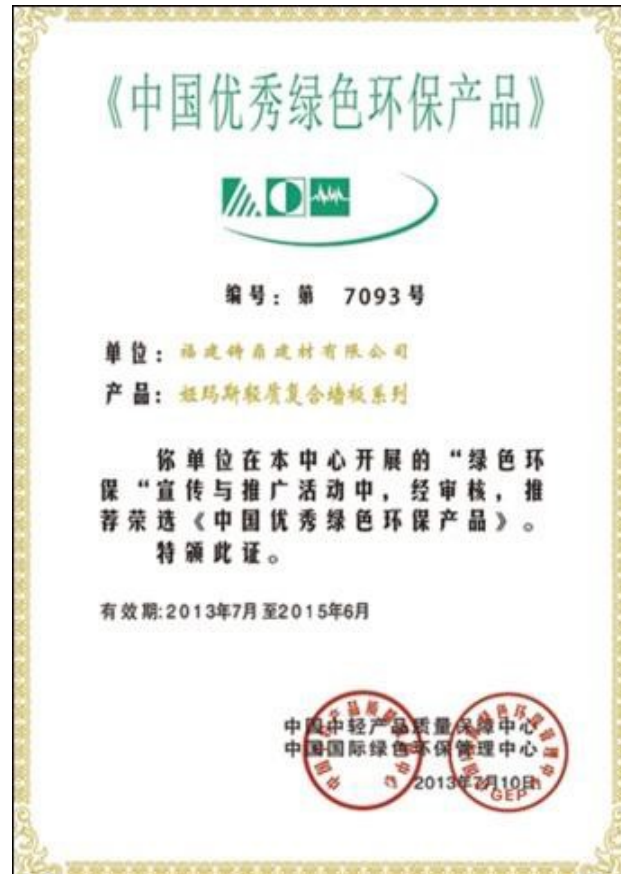 《中国优秀绿色环保产品》
编号：第 7093号
单位：福建铸鼎建材有限公司
产品：姬玛斯轻质复合墙板系列
你单位在本中心开展的“绿色环
保“宣传与推广活动中，经审核，推
荐荣选《中国优秀绿色环保产品》。
特颁此证。
有效期:2013年7月至2015年6月
中国中轻产品质量保障中心
中国国际绿色环保管理中心
2013年7月10日
GEP